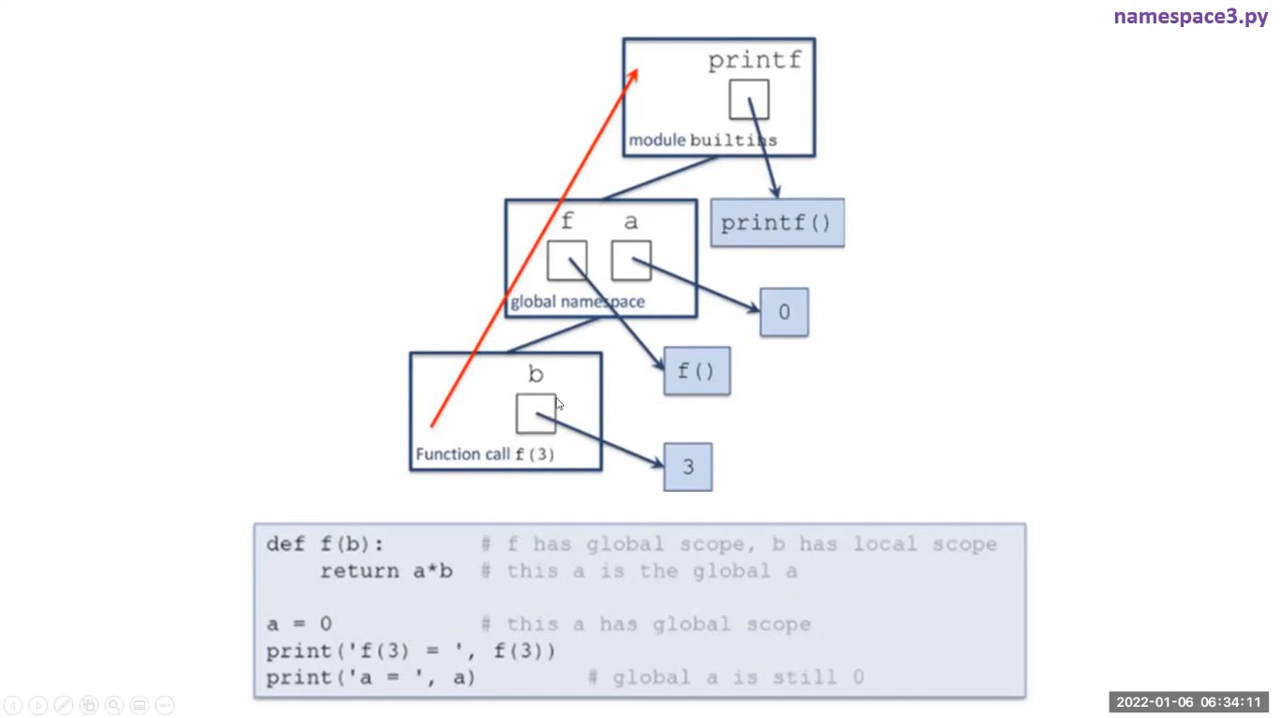 namespace3.py
printf
module builtins
printf()
f a
global namespace
0
f()
b
Function call f(3)
3
def f(b): # f has global scope, b has local scope
return a*b # this a is the global a
a = 0 # this a has global scope
print('f(3) = ', f(3))
print('a = ', a) # global a is still 0
2022-01-06 06:34:11